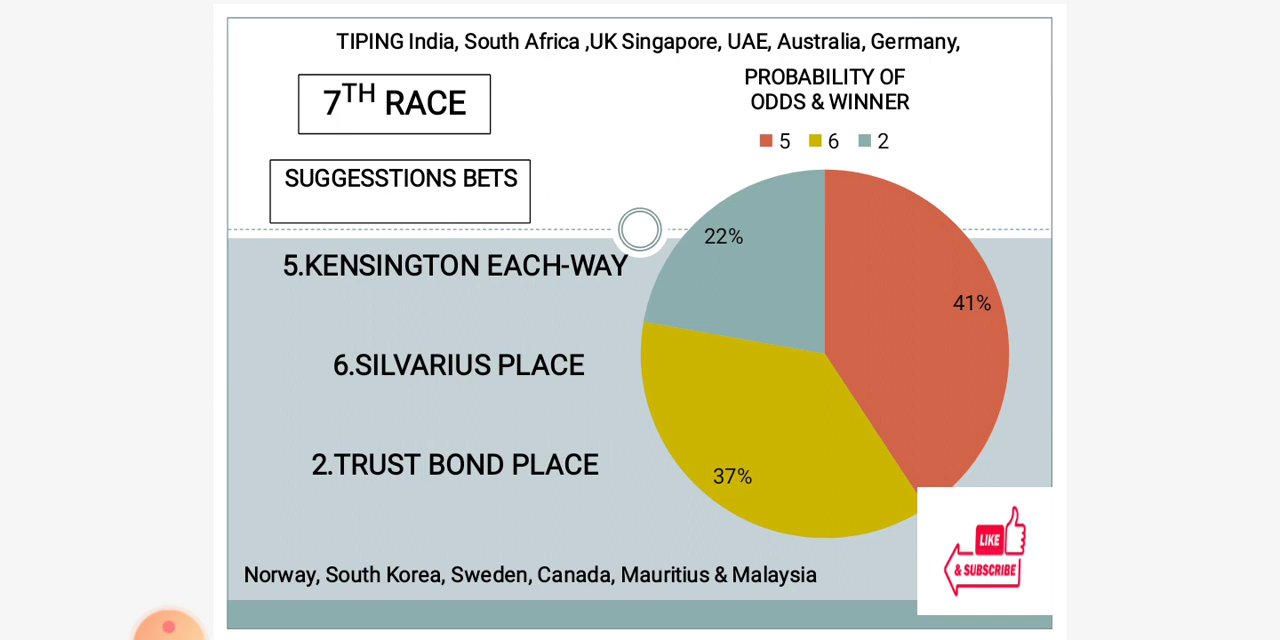 TIPING India, South Africa ,UK Singapore, UAE, Australia, Germany,
7TH RACE
SUGGESSTIONS BETS
PROBABILITY OF
ODDS & WINNER
5 6 2
5.KENSINGTON EACH-WAY
6.SILVARIUS PLACE
2.TRUST BOND PLACE
22%
41%
37%
Norway, South Korea, Sweden, Canada, Mauritius & Malaysia
LIKE
& SUBSCRIBE